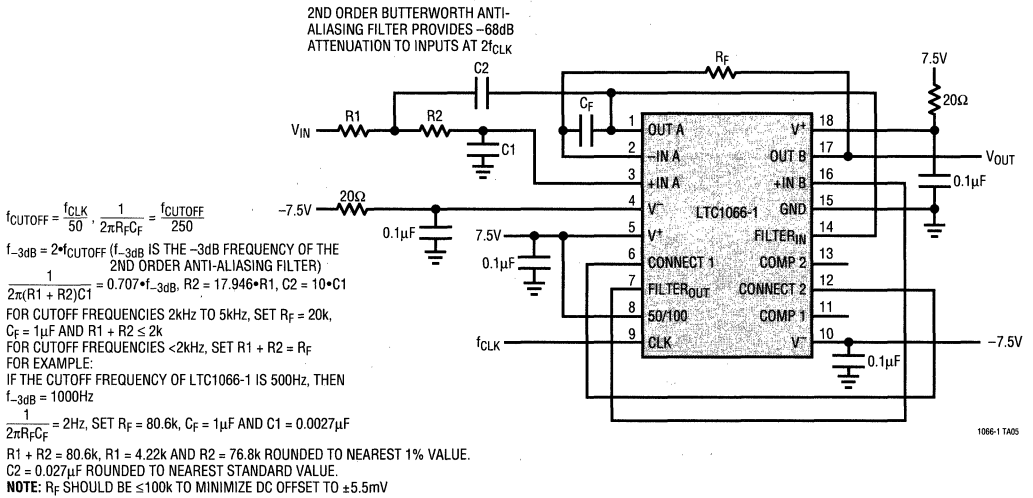 2ND ORDER BUTTERWORTH ANTI-
ALIASING FILTER PROVIDES –68dB
ATTENUATION TO INPUTS AT 2fCLK
C2
RF
7.5V
20Ω
CF
VIN
R1
R2
C1
1
OUT A
V+
18
2
–IN A
OUT B
17
VOUT
3
+IN A
+IN B
16
0.1µF
–7.5V
20Ω
4
V–
LTC1066-1
GND
15
0.1µF
7.5V
5
V+
FILTERIN
14
0.1µF
6
CONNECT 1
COMP 2
13
7
FILTEROUT
CONNECT 2
12
8
50/100
COMP 1
11
fCLK
9
CLK
V–
10
–7.5V
0.1µF
fCUTOFF = fCLK/50, 1/2πRFCF = fCUTOFF/250
f–3dB = 2•fCUTOFF (f–3dB IS THE –3dB FREQUENCY OF THE
2ND ORDER ANTI-ALIASING FILTER)
1/2π(R1 + R2)C1 = 0.707•f–3dB, R2 = 17.946•R1, C2 = 10•C1
FOR CUTOFF FREQUENCIES 2kHz TO 5kHz, SET RF = 20k,
CF = 1µF AND R1 + R2 ≤ 2k
FOR CUTOFF FREQUENCIES <2kHz, SET R1 + R2 = RF
FOR EXAMPLE:
IF THE CUTOFF FREQUENCY OF LTC1066-1 IS 500Hz, THEN
f–3dB = 1000Hz
1/2πRFCF = 2Hz, SET RF = 80.6k, CF = 1µF AND C1 = 0.0027µF
R1 + R2 = 80.6k, R1 = 4.22k AND R2 = 76.8k ROUNDED TO NEAREST 1% VALUE.
C2 = 0.027µF ROUNDED TO NEAREST STANDARD VALUE.
NOTE: RF SHOULD BE ≤100k TO MINIMIZE DC OFFSET TO ±5.5mV
1066-1 TA05